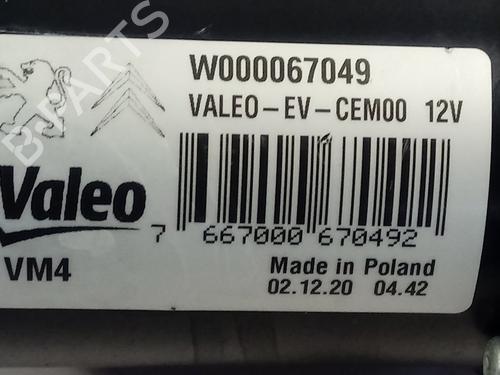 W000067049
VALEO-EV-CEM00 12V
Valeo
7 667000 670492
VM4
Made in Poland
02.12.20 04.42
B-PARTS